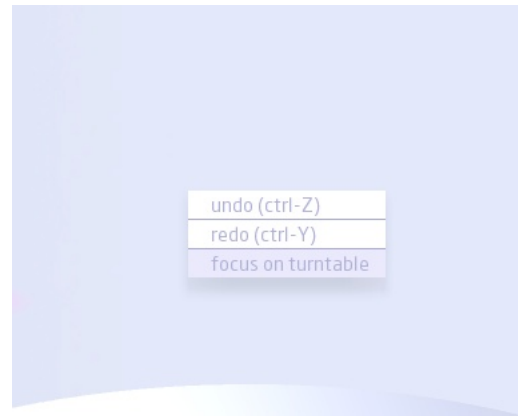 undo (ctrl-Z)
redo (ctrl-Y)
focus on turntable